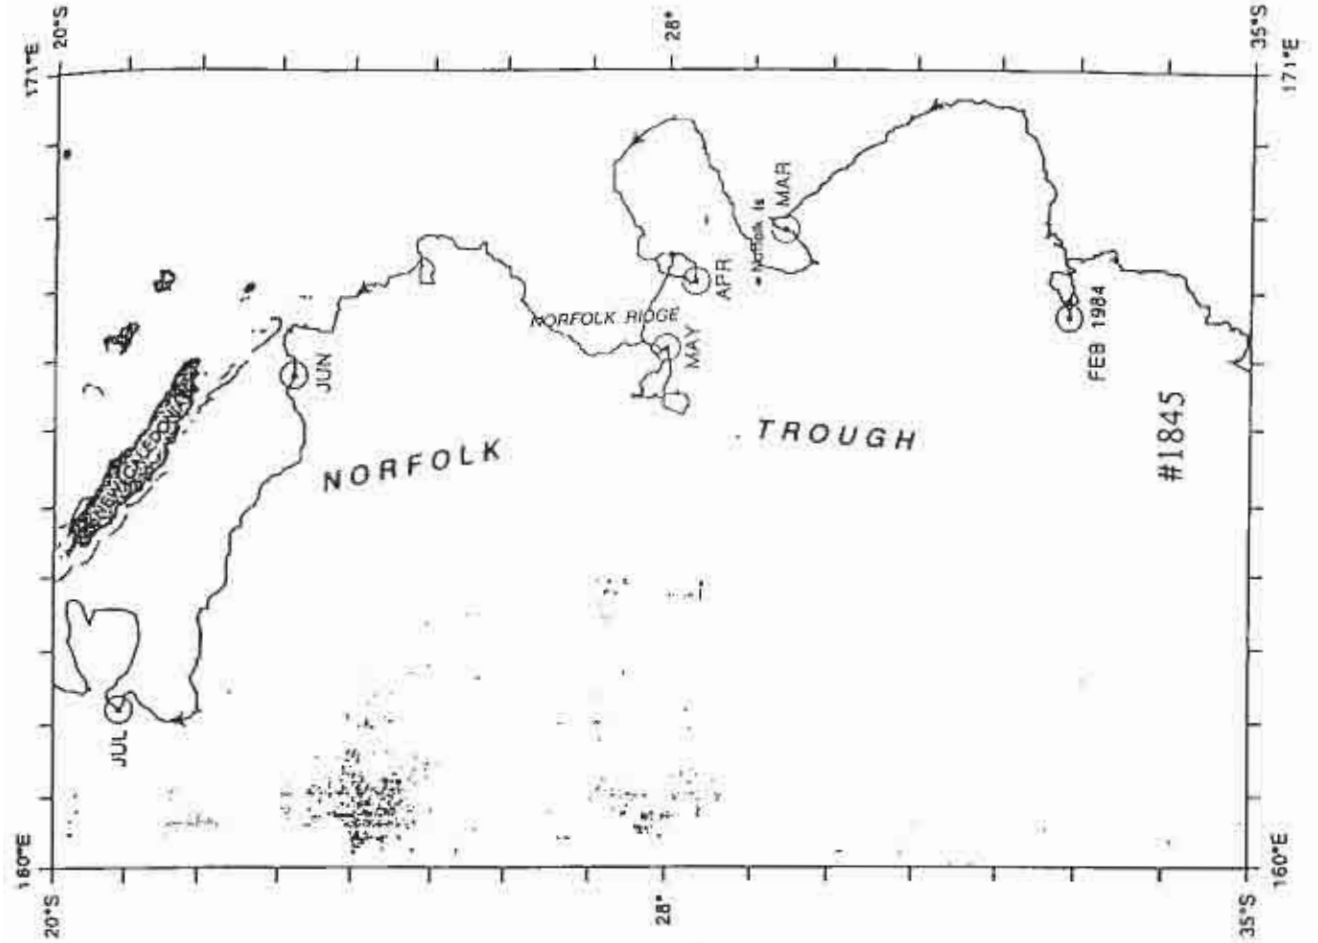 20°S
28°
35°S
171°E
171°E
NEW CALEDONIA
Norfolk Is
MAR
APR
NORFOLK RIDGE
MAY
JUN
FEB 1984
NORFOLK
TROUGH
#1845
JUL
160°E
160°E
20°S
28°
35°S